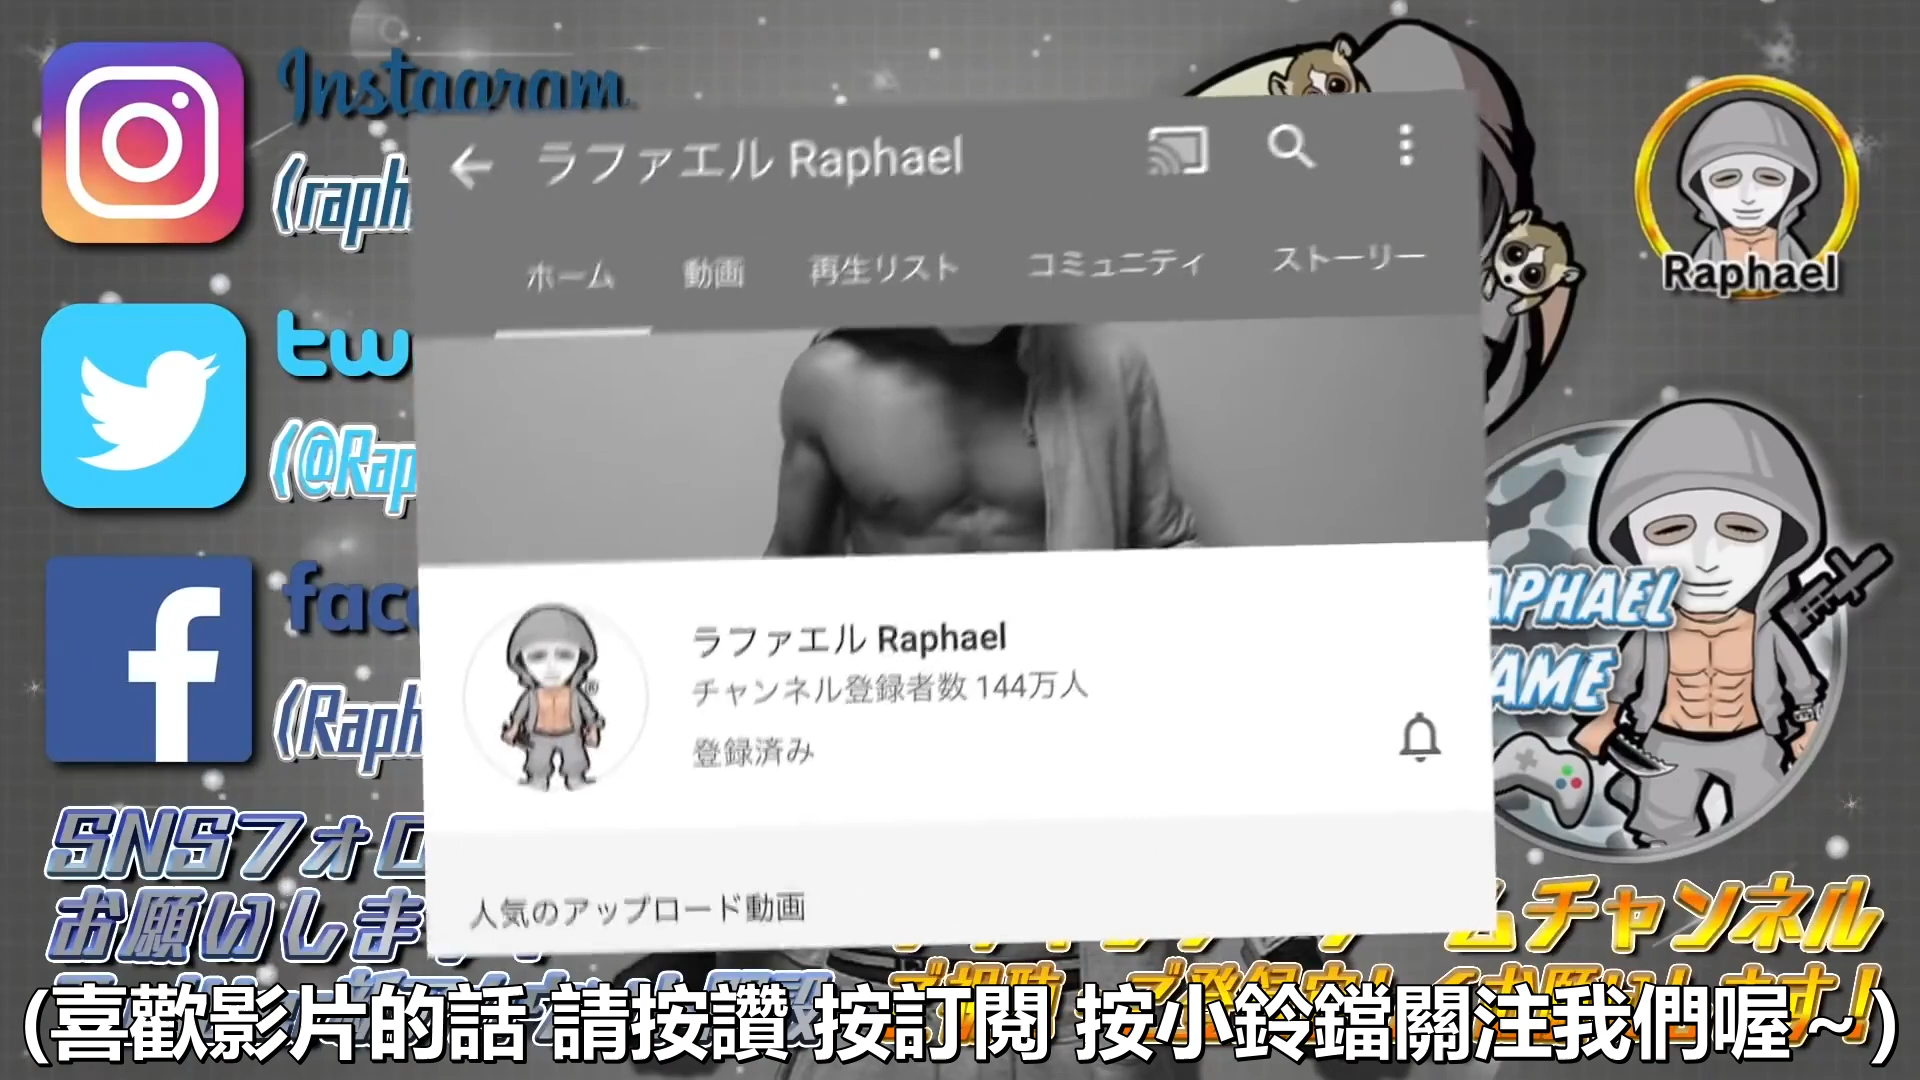 Instagram
(raph
ラファエル Raphael
ホーム 動画 再生リスト コミュニティ ストーリー
Raphael
tw
(@Rap
APHAEL
AME
face
(Raph
ラファエル Raphael
チャンネル登録者数 144万人
登録済み
人気のアップロード動画
SNSフォロ
お願いしま
ムチャンネル
(喜歡影片的話 請按讚 按訂閱 按小鈴鐺關注我們喔～)